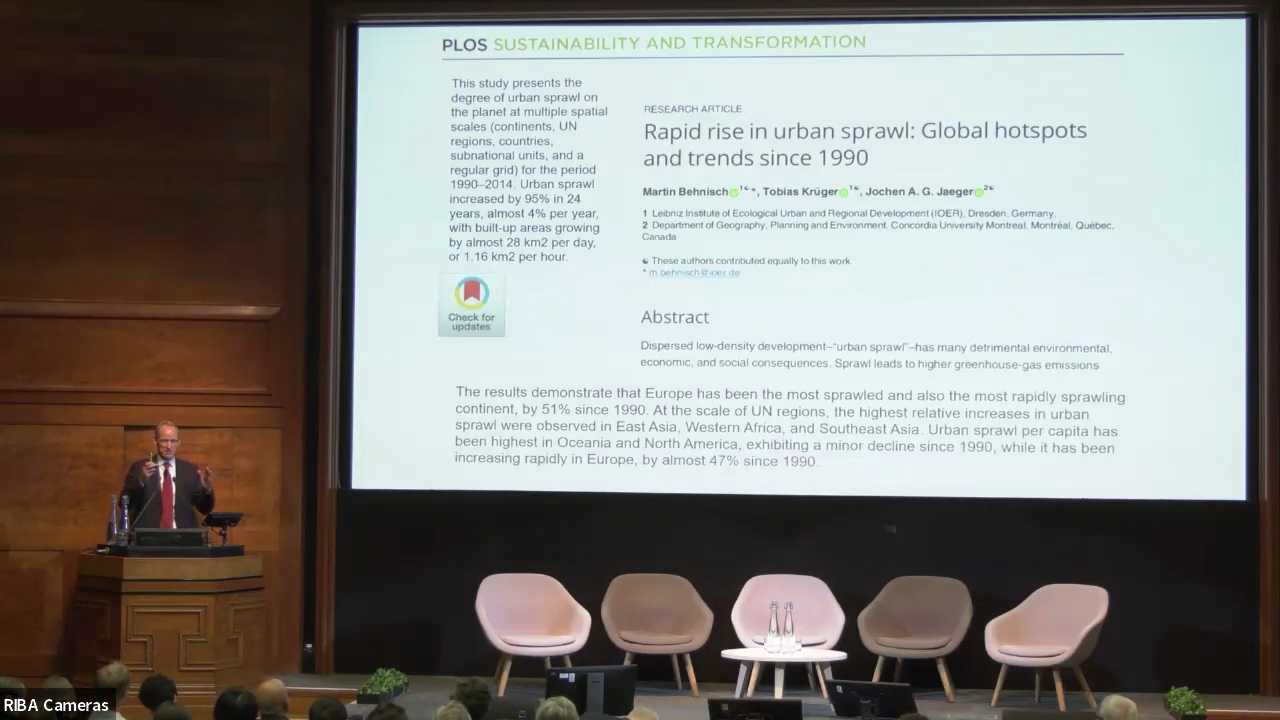 PLOS SUSTAINABILITY AND TRANSFORMATION
This study presents the
degree of urban sprawl on
the planet at multiple spatial
scales (continents, UN
regions, countries,
subnational units, and a
regular grid) for the period
1990–2014. Urban sprawl
increased by 95% in 24
years, almost 4% per year,
with built-up areas growing
by almost 28 km2 per day,
or 1.16 km2 per hour.
Check for
updates
RESEARCH ARTICLE
Rapid rise in urban sprawl: Global hotspots
and trends since 1990
Martin Behnisch 1☯*, Tobias Krüger 1☯, Jochen A. G. Jaeger 2☯
1 Leibniz Institute of Ecological Urban and Regional Development (IOER), Dresden, Germany,
2 Department of Geography, Planning and Environment, Concordia University Montreal, Montréal, Québec,
Canada
☯ These authors contributed equally to this work.
* m.behnisch@ioer.de
Abstract
Dispersed low-density development–“urban sprawl”–has many detrimental environmental,
economic, and social consequences. Sprawl leads to higher greenhouse-gas emissions
The results demonstrate that Europe has been the most sprawled and also the most rapidly sprawling
continent, by 51% since 1990. At the scale of UN regions, the highest relative increases in urban
sprawl were observed in East Asia, Western Africa, and Southeast Asia. Urban sprawl per capita has
been highest in Oceania and North America, exhibiting a minor decline since 1990, while it has been
increasing rapidly in Europe, by almost 47% since 1990.
RIBA Cameras